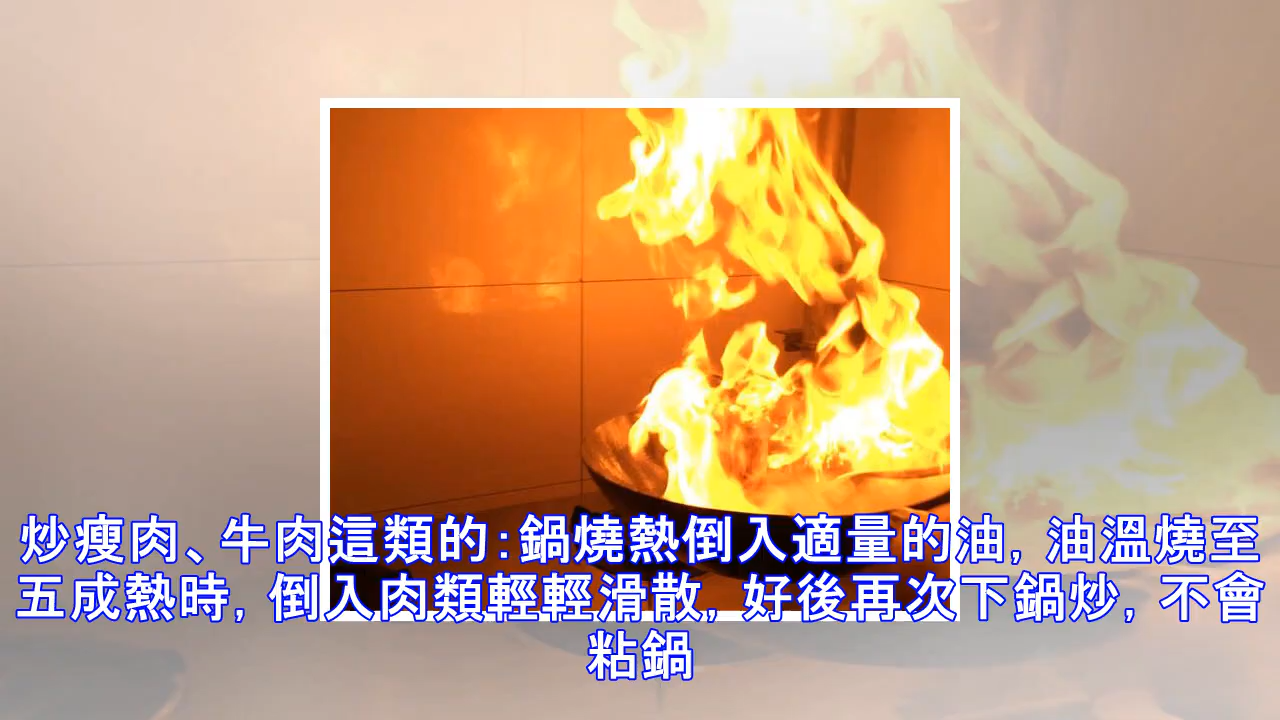 炒瘦肉、牛肉這類的:鍋燒熱倒入適量的油, 油溫燒至
五成熱時, 倒入肉類輕輕滑散, 好後再次下鍋炒, 不會
粘鍋